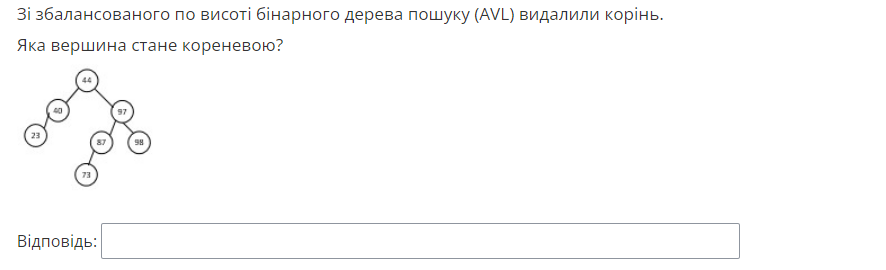 Зі збалансованого по висоті бінарного дерева пошуку (AVL) видалили корінь.
Яка вершина стане кореневою?
44
40
97
23
87
98
73
Відповідь: